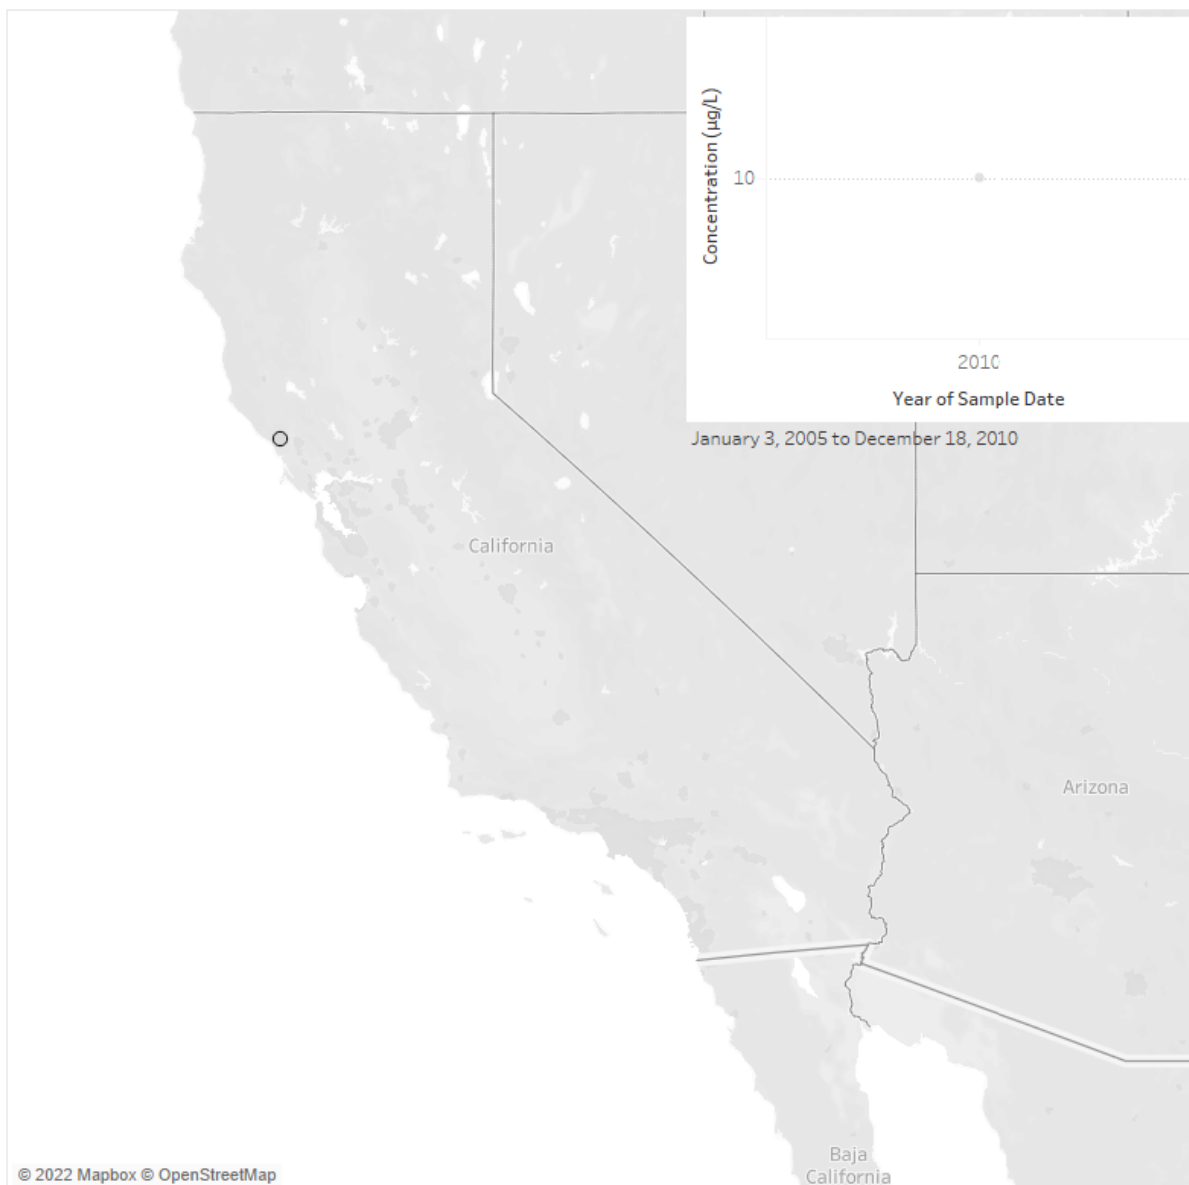 Concentration (µg/L)
10
2010
Year of Sample Date
January 3, 2005 to December 18, 2010
California
Arizona
Baja
California
© 2022 Mapbox © OpenStreetMap